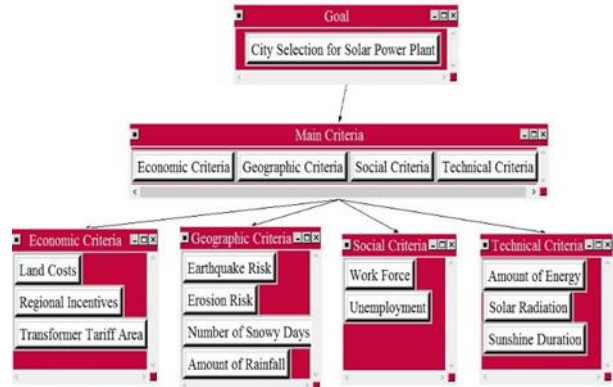 Goal
City Selection for Solar Power Plant
Main Criteria
Economic Criteria Geographic Criteria Social Criteria Technical Criteria
Economic Criteria
Land Costs
Regional Incentives
Transformer Tariff Area
Geographic Criteria
Earthquake Risk
Erosion Risk
Number of Snowy Days
Amount of Rainfall
Social Criteria
Work Force
Unemployment
Technical Criteria
Amount of Energy
Solar Radiation
Sunshine Duration